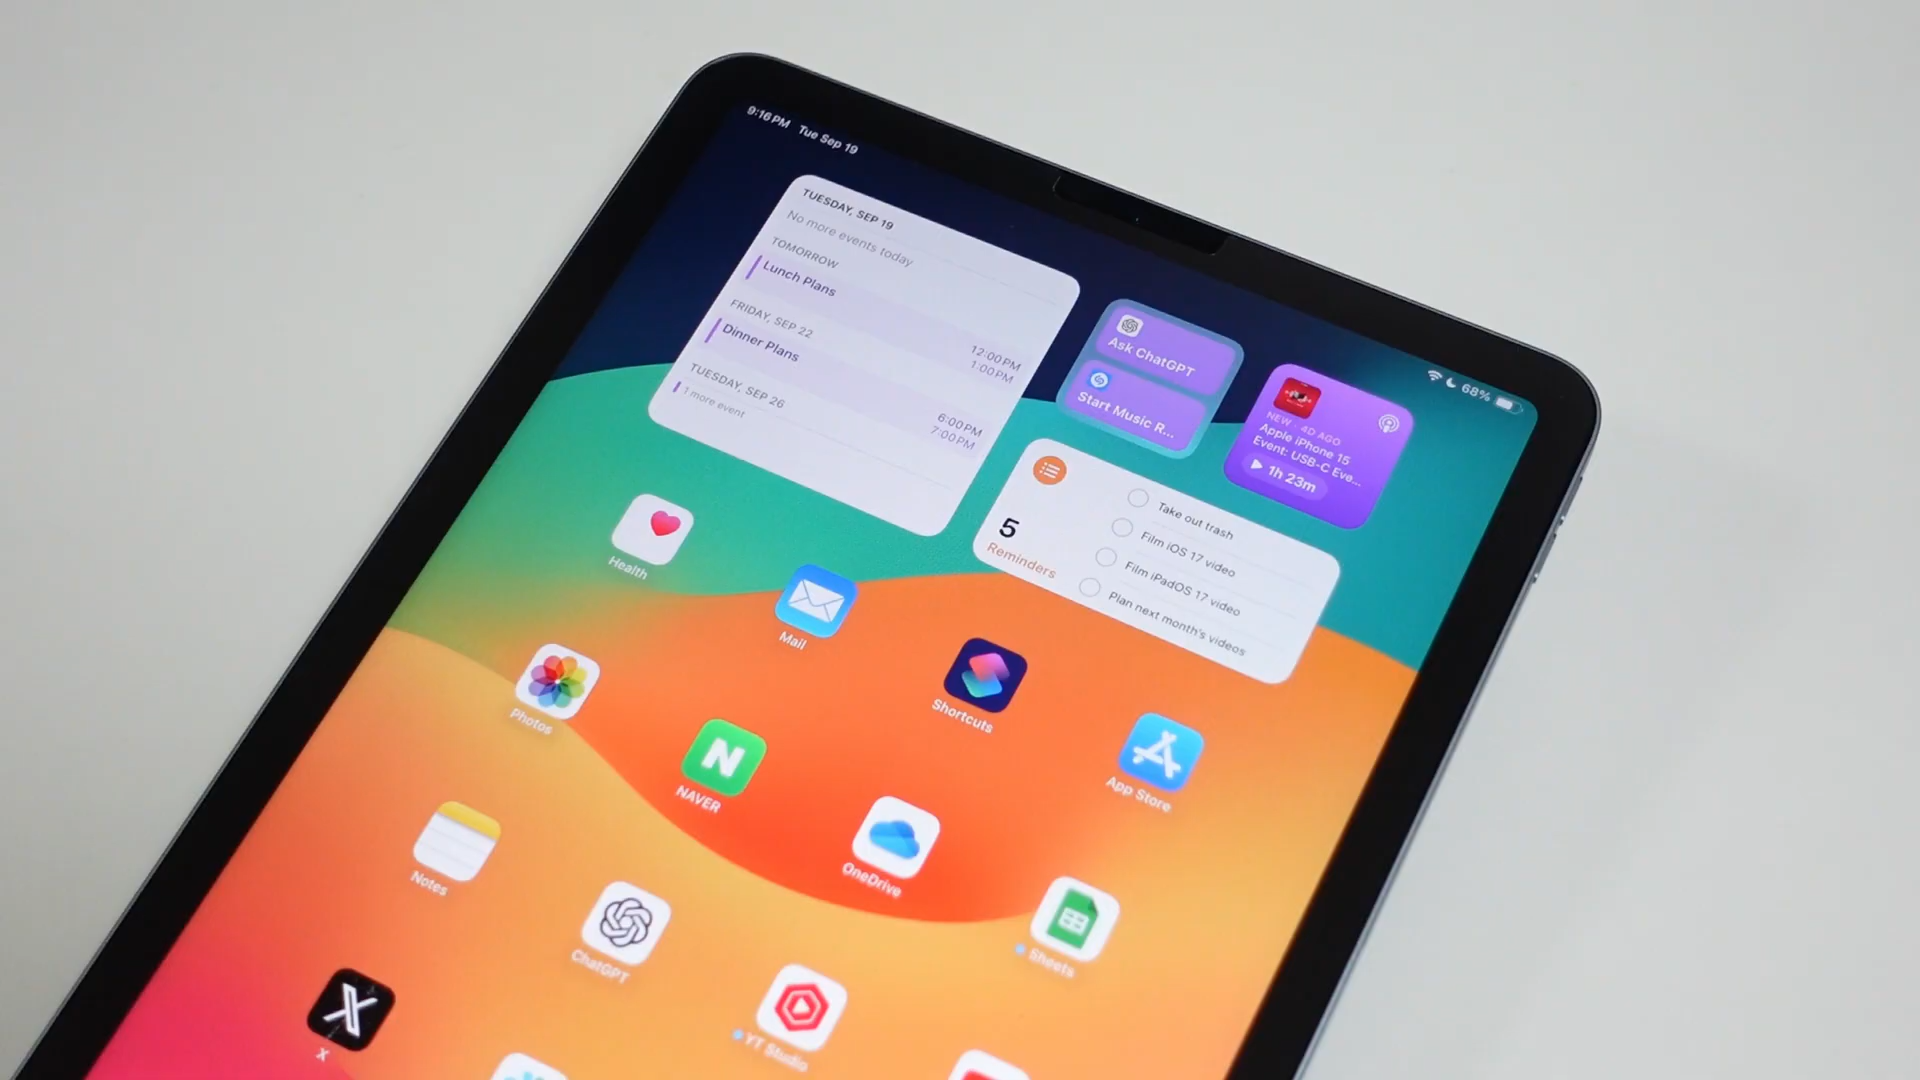 9:16 PM Tue Sep 19
68%
TUESDAY, SEP 19
No more events today
TOMORROW
Lunch Plans
12:00 PM
1:00 PM
FRIDAY, SEP 22
Dinner Plans
6:00 PM
7:00 PM
TUESDAY, SEP 26
1 more event
Ask ChatGPT
Start Music R...
NEW · 4D AGO
Apple iPhone 15
Event: USB-C Eve...
1h 23m
5
Reminders
Take out trash
Film iOS 17 video
Film iPadOS 17 video
Plan next month's videos
Health
Mail
Shortcuts
App Store
Photos
N
NAVER
OneDrive
Sheets
Notes
ChatGPT
YT Studio
X